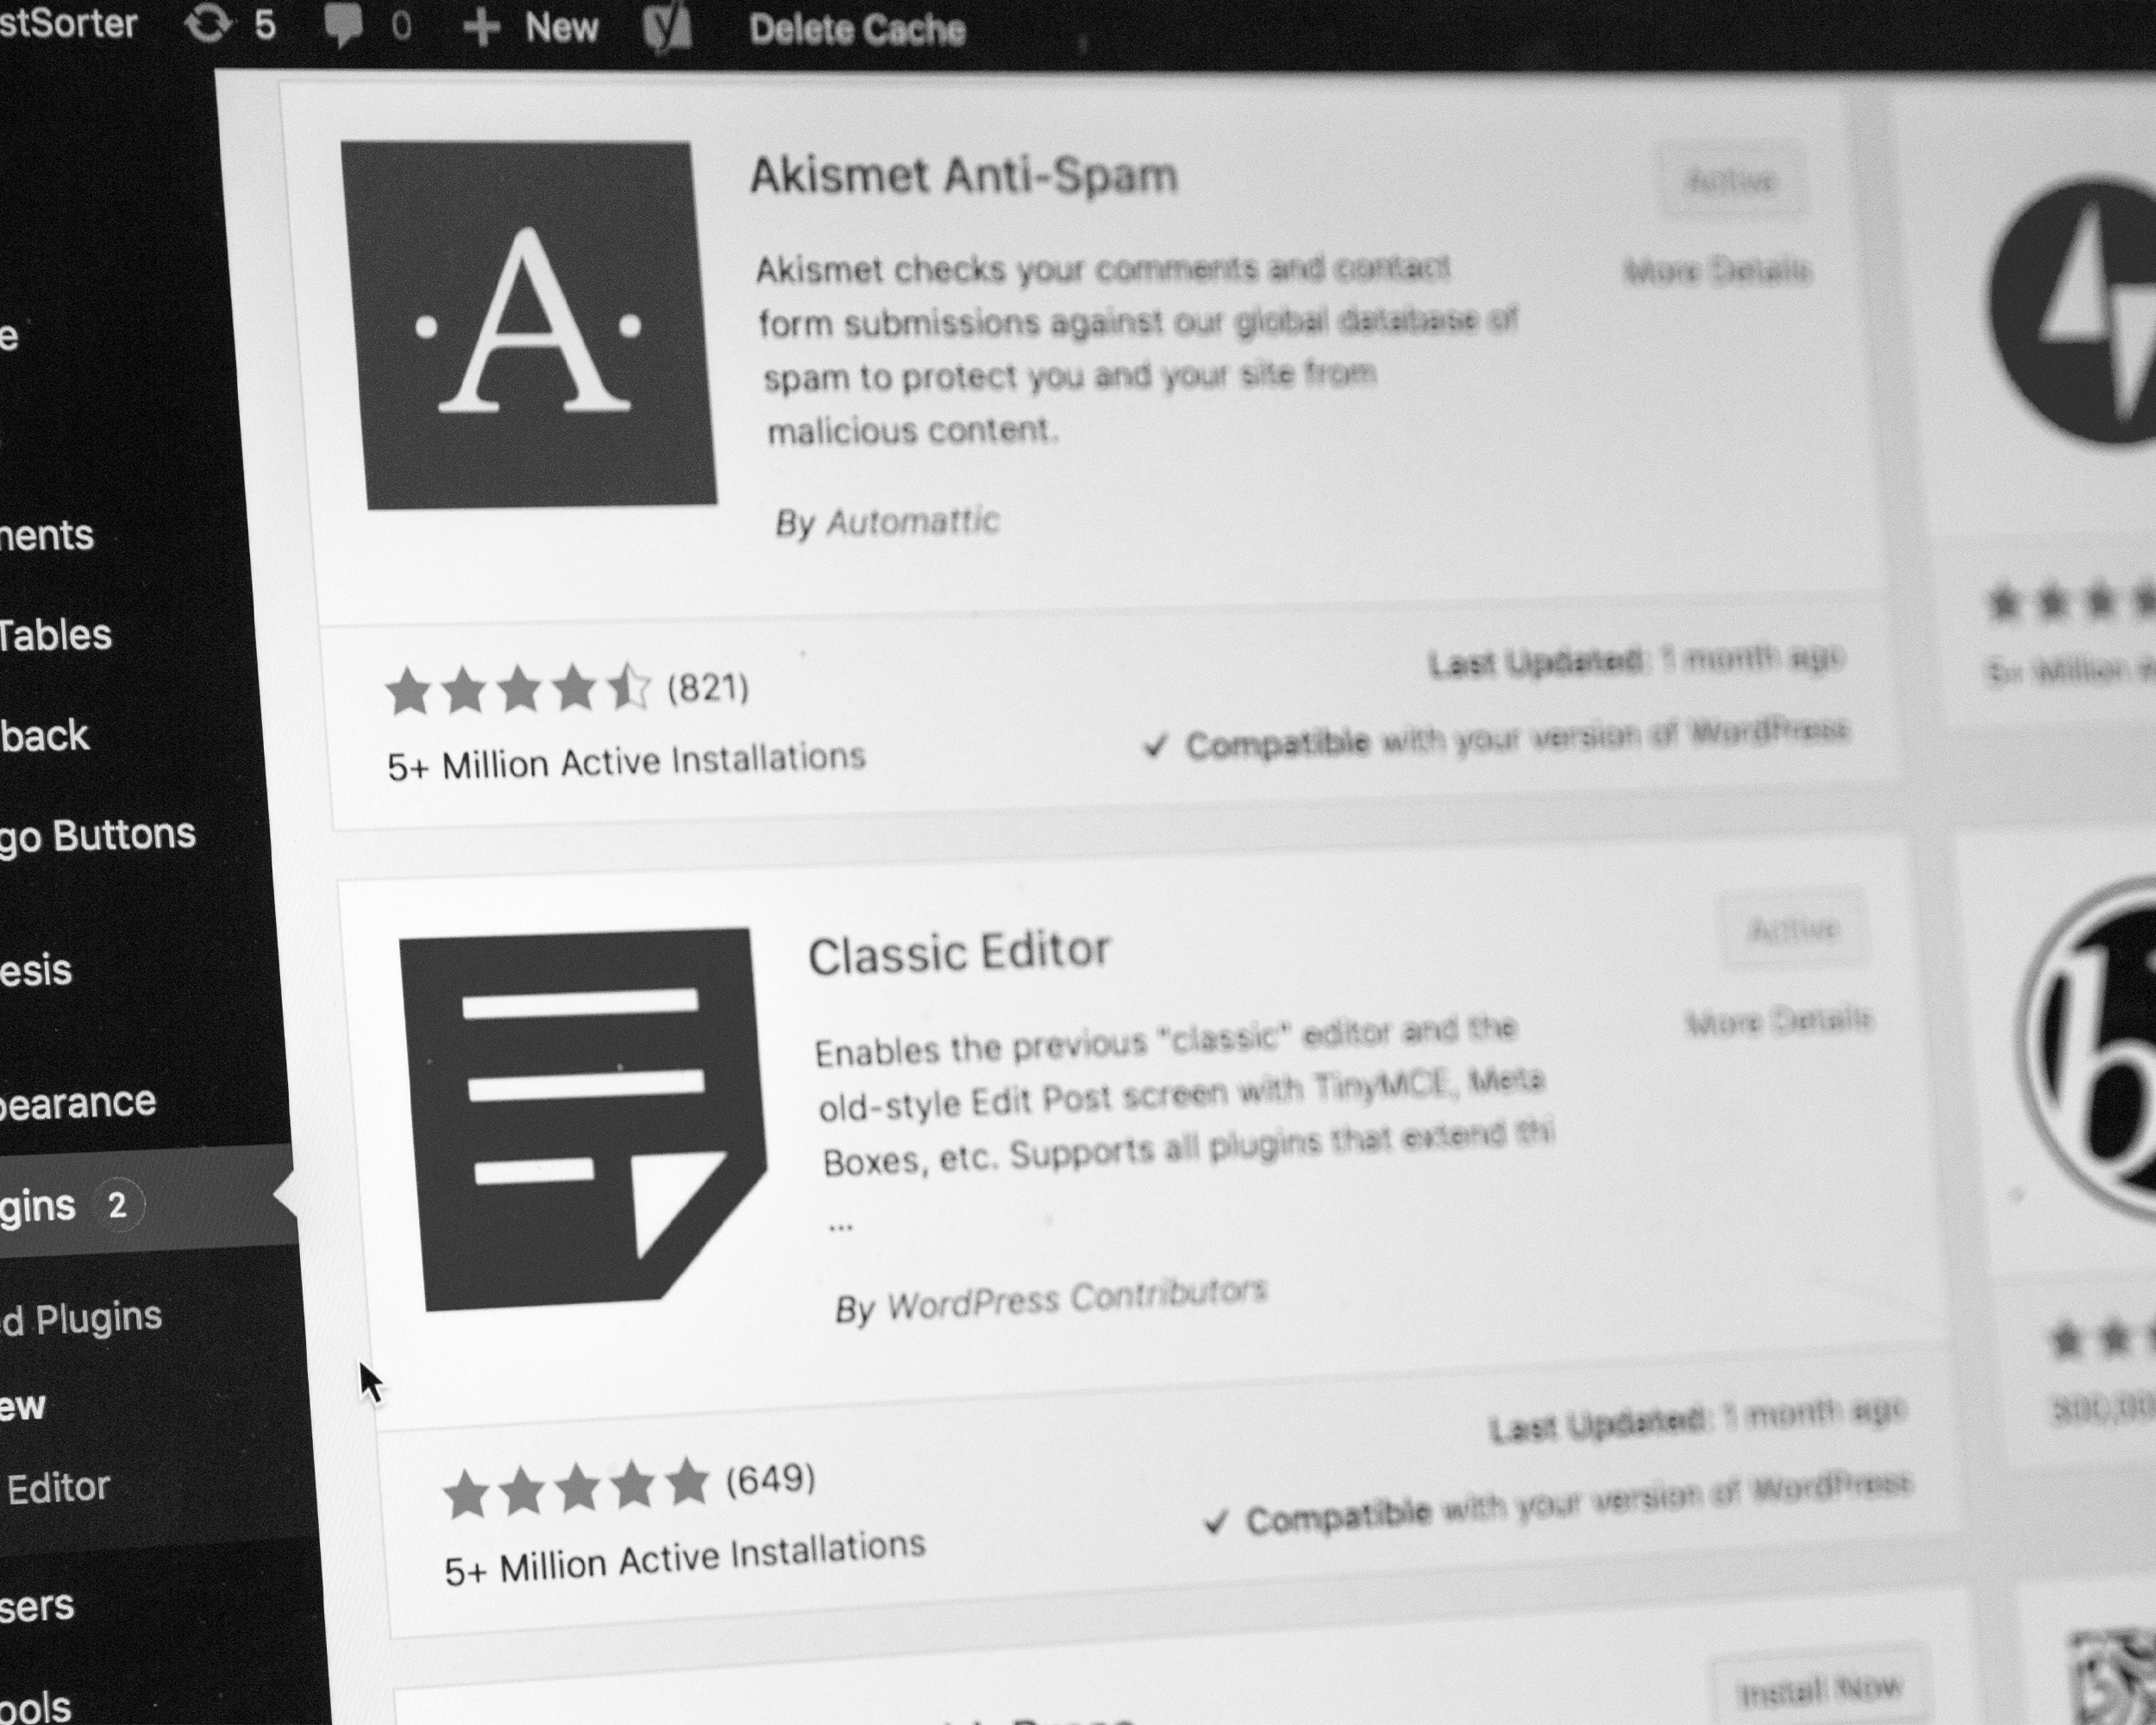 stSorter 5 0 New Delete Cache
e
nents
Tables
back
go Buttons
esis
pearance
gins 2
d Plugins
ew
Editor
sers
ools
A
Akismet Anti-Spam
Active
More Details
Akismet checks your comments and contact
form submissions against our global database of
spam to protect you and your site from
malicious content.
By Automattic
(821)
5+ Million Active Installations
Last Updated: 1 month ago
Compatible with your version of WordPress
5+ Million
Classic Editor
Active
More Details
Enables the previous "classic" editor and the
old-style Edit Post screen with TinyMCE, Meta
Boxes, etc. Supports all plugins that extend thi
...
By WordPress Contributors
(649)
5+ Million Active Installations
Last Updated: 1 month ago
Compatible with your version of WordPress
b
Install Now